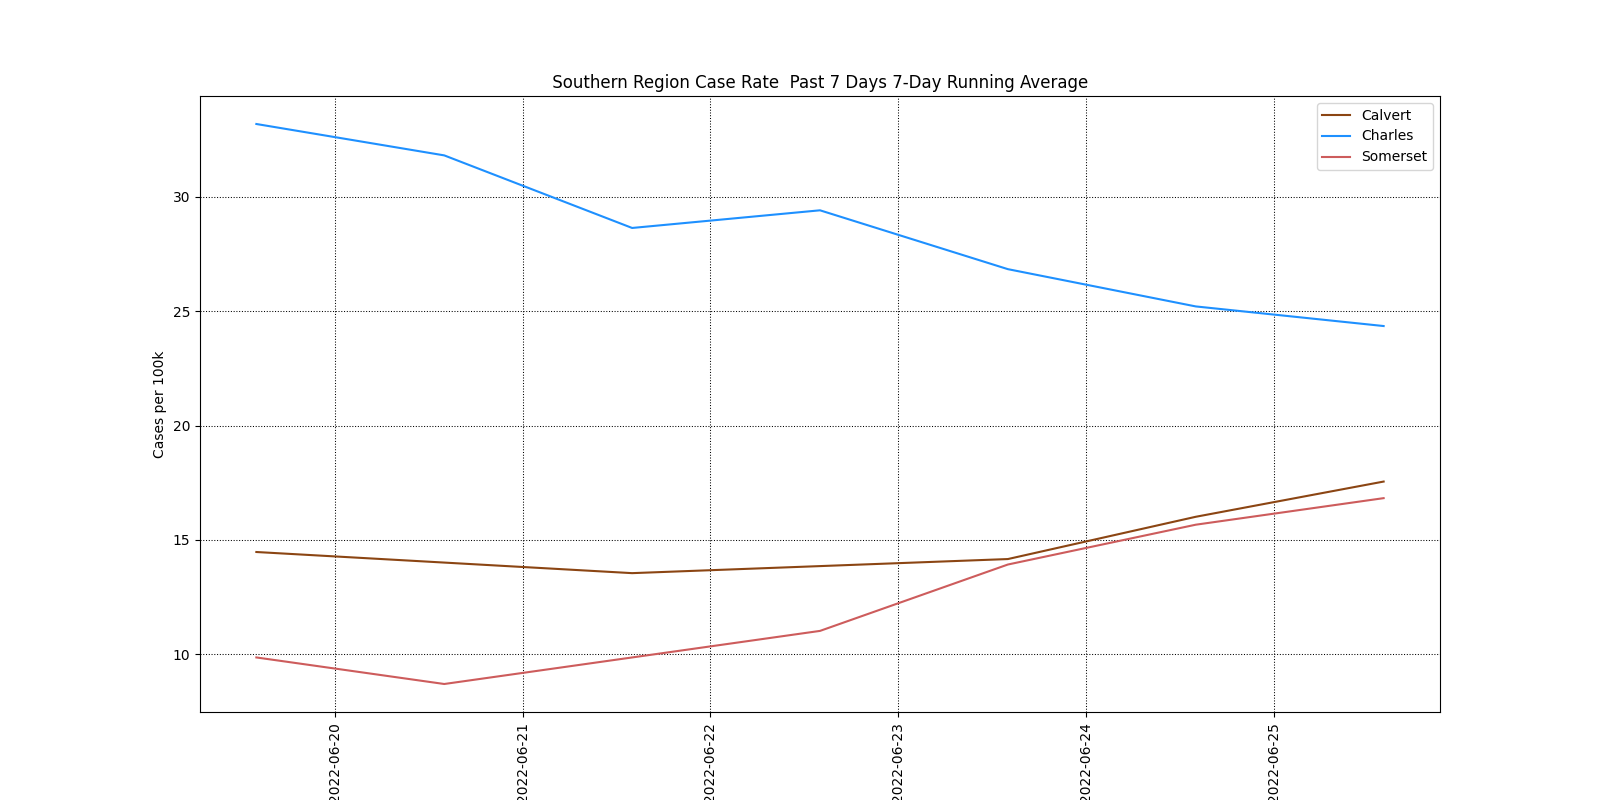 Southern Region Case Rate  Past 7 Days 7-Day Running Average
Calvert
Charles
Somerset
Cases per 100k
30
25
20
15
10
2022-06-20
2022-06-21
2022-06-22
2022-06-23
2022-06-24
2022-06-25